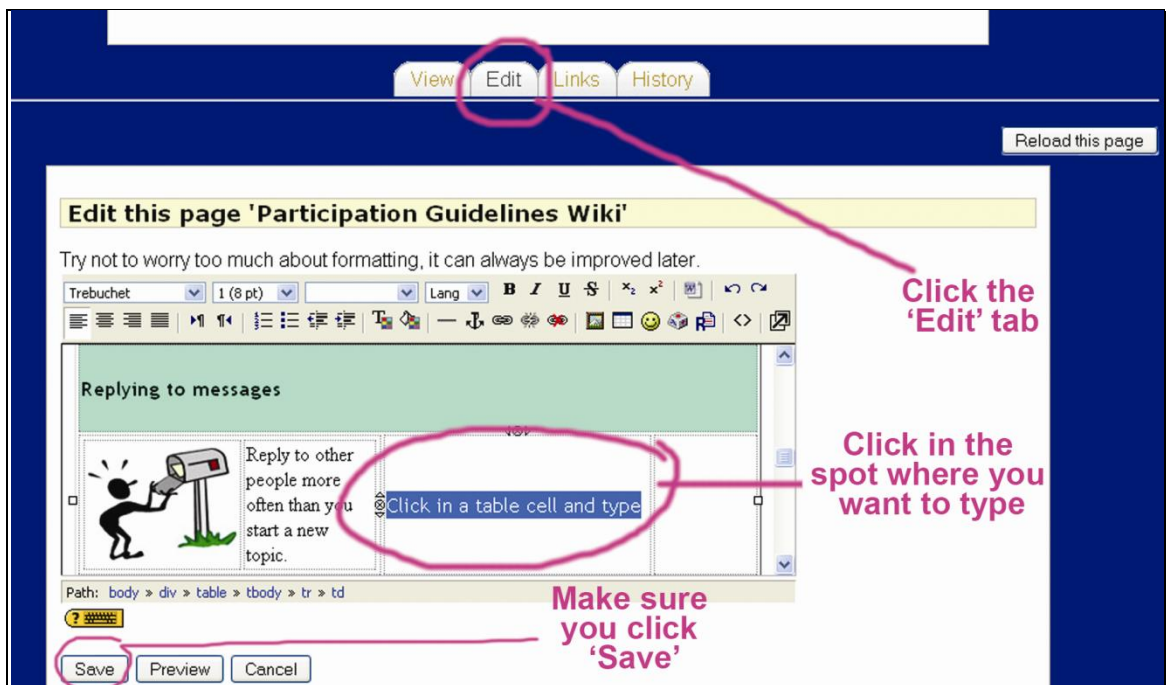 View Edit Links History
Reload this page
Edit this page 'Participation Guidelines Wiki'
Try not to worry too much about formatting, it can always be improved later.
Trebuchet 1 (8 pt) Lang B I U S x₂ x²
Click the
‘Edit’ tab
Replying to messages
Reply to other
people more
often than you
start a new
topic.
Click in a table cell and type
Click in the
spot where you
want to type
Path: body » div » table » tbody » tr » td
?
Make sure
you click
‘Save’
Save Preview Cancel